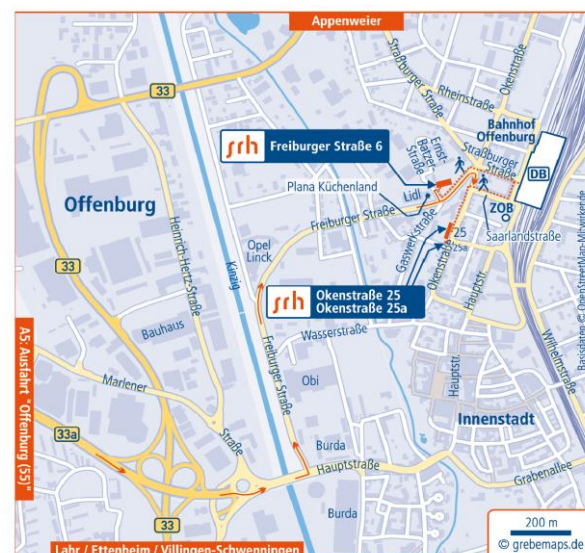 Appenweier
33
Straßburger Straße
Rheinstraße
Okenstraße
Bahnhof
Offenburg
DB
srh Freiburger Straße 6
Ernst-
Batzer-
Straße
Straßburger
Straße
Plana Küchenland
Lidl
ZOB
Offenburg
Freiburger Straße
Gaswerkstraße
25
25a
Saarlandstraße
Heinrich-Hertz-Straße
Kinzig
Opel
Linck
Okenstraße
Hauptstr.
33
srh Okenstraße 25
Okenstraße 25a
Bauhaus
Wasserstraße
Freiburger Straße
Obi
Hauptstr.
Wilhelmstraße
Marlener
Straße
Innenstadt
A5: Ausfahrt "Offenburg (55)"
33a
Burda
Hauptstraße
Grabenallee
Burda
33
200 m
Lahr / Ettenheim / Villingen-Schwenningen
© grebemaps.de
Basisdaten © OpenStreetMap-Mitwirkende